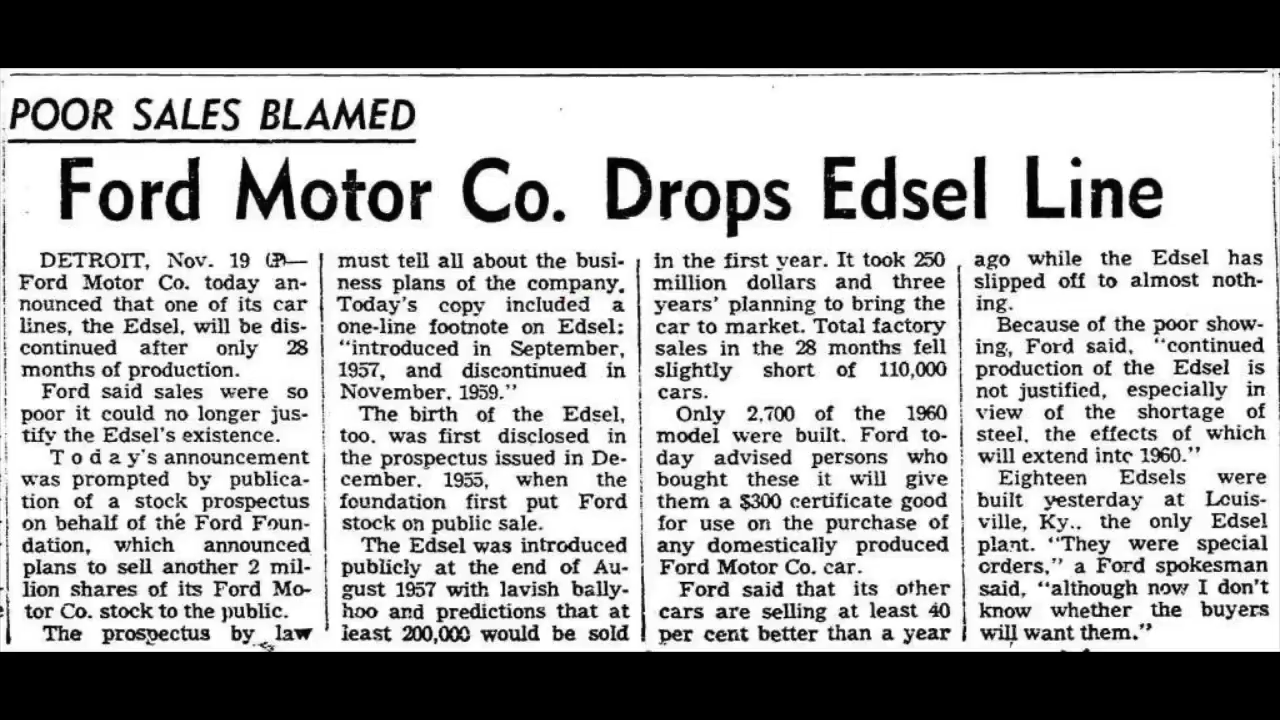 POOR SALES BLAMED
Ford Motor Co. Drops Edsel Line
DETROIT, Nov. 19 (AP)—
Ford Motor Co. today an-
nounced that one of its car
lines, the Edsel, will be dis-
continued after only 28
months of production.
Ford said sales were so
poor it could no longer jus-
tify the Edsel's existence.
Today's announcement
was prompted by publica-
tion of a stock prospectus
on behalf of the Ford Foun-
dation, which announced
plans to sell another 2 mil-
lion shares of its Ford Mo-
tor Co. stock to the public.
The prospectus by law
must tell all about the busi-
ness plans of the company.
Today's copy included a
one-line footnote on Edsel:
"introduced in September,
1957, and discontinued in
November, 1959."
The birth of the Edsel,
too, was first disclosed in
the prospectus issued in De-
cember, 1955, when the
foundation first put Ford
stock on public sale.
The Edsel was introduced
publicly at the end of Au-
gust 1957 with lavish bally-
hoo and predictions that at
least 200,000 would be sold
in the first year. It took 250
million dollars and three
years' planning to bring the
car to market. Total factory
sales in the 28 months fell
slightly short of 110,000
cars.
Only 2,700 of the 1960
model were built. Ford to-
day advised persons who
bought these it will give
them a $300 certificate good
for use on the purchase of
any domestically produced
Ford Motor Co. car.
Ford said that its other
cars are selling at least 40
per cent better than a year
ago while the Edsel has
slipped off to almost noth-
ing.
Because of the poor show-
ing, Ford said, "continued
production of the Edsel is
not justified, especially in
view of the shortage of
steel, the effects of which
will extend into 1960."
Eighteen Edsels were
built yesterday at Louis-
ville, Ky., the only Edsel
plant. "They were special
orders," a Ford spokesman
said, "although now I don't
know whether the buyers
will want them."